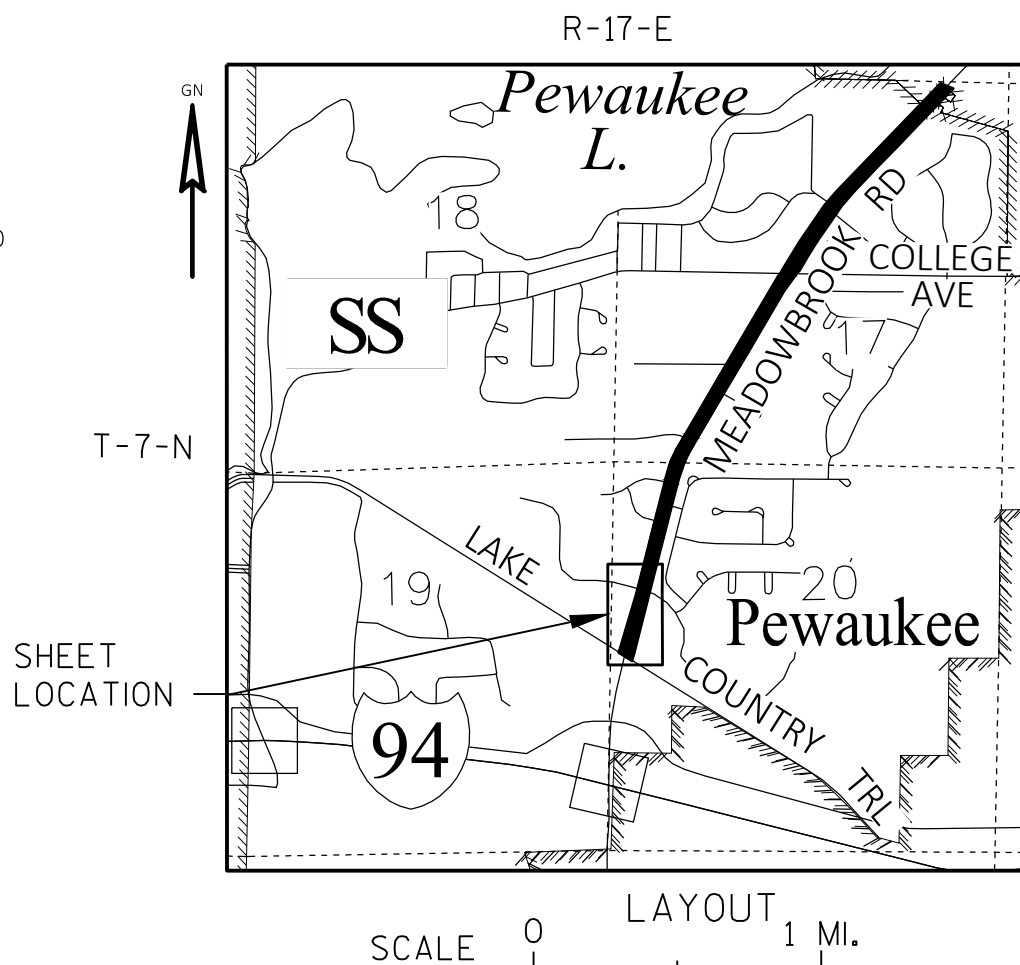 R-17-E
GN
Pewaukee
L.
18
RD
COLLEGE
AVE
SS
MEADOWBROOK
T-7-N
LAKE
19
20
Pewaukee
SHEET
LOCATION
COUNTRY
94
TRL
LAYOUT
SCALE
0
1 MI.